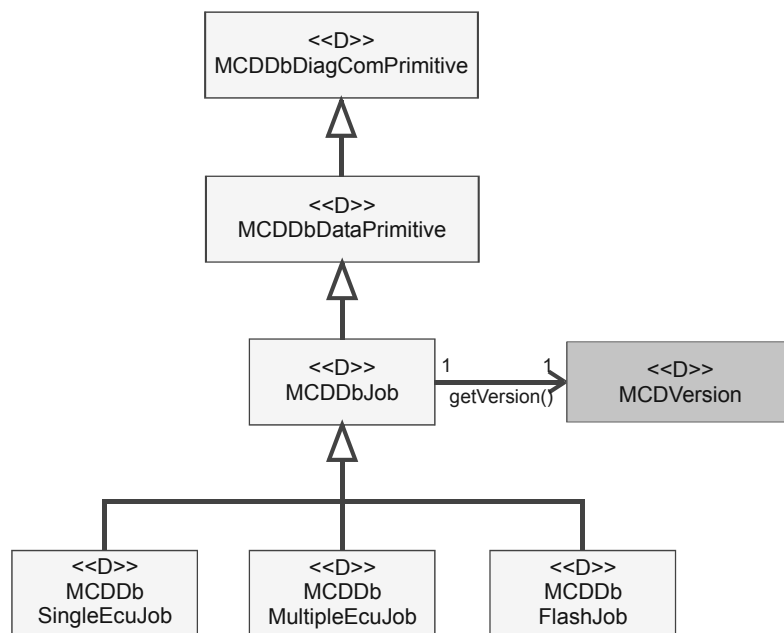 <<D>>
MCDDbDiagComPrimitive
<<D>>
MCDDbDataPrimitive
<<D>>
MCDDbJob
1
1
getVersion()
<<D>>
MCDVersion
<<D>>
MCDDb
SingleEcuJob
<<D>>
MCDDb
MultipleEcuJob
<<D>>
MCDDb
FlashJob